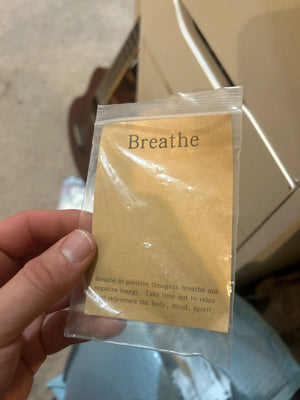 Breathe
Breathe in positive thoughts.breathe out
negative energy. Take time out to relax
and rejuvenate the body, mind, spirit.